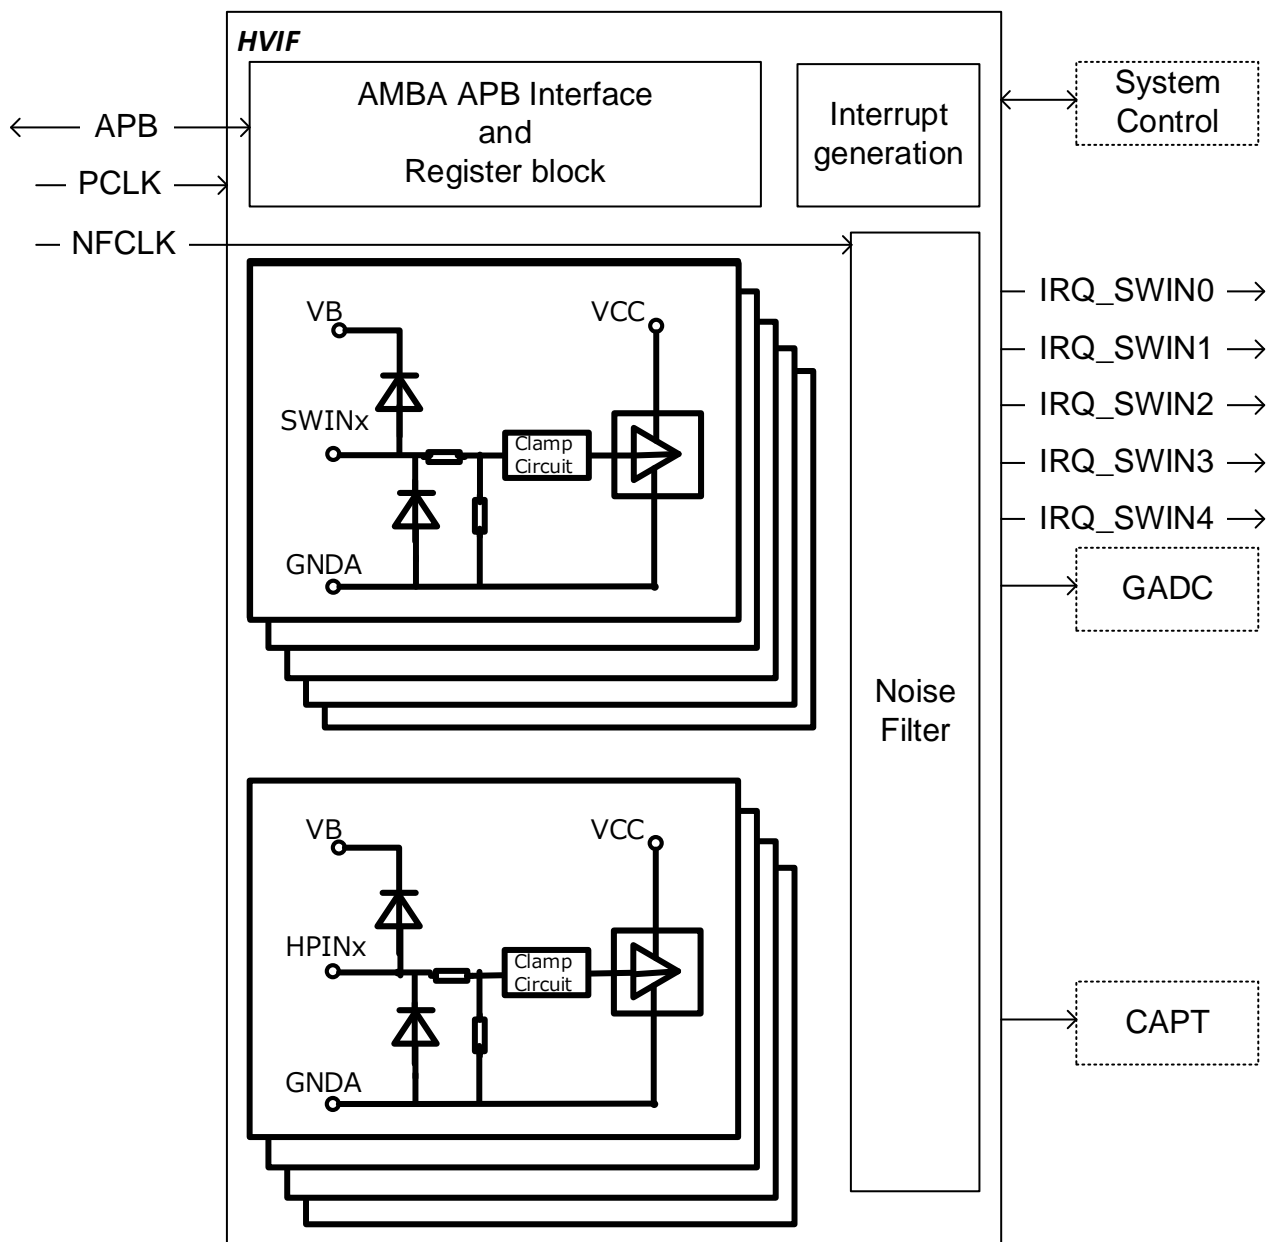 HVIF
AMBA APB Interface
and
Register block
Interrupt
generation
System
Control
APB
PCLK
NFCLK
VB
VCC
SWINx
Clamp
Circuit
GNDA
IRQ_SWIN0
IRQ_SWIN1
IRQ_SWIN2
IRQ_SWIN3
IRQ_SWIN4
GADC
Noise
Filter
VB
VCC
HPINx
Clamp
Circuit
GNDA
CAPT